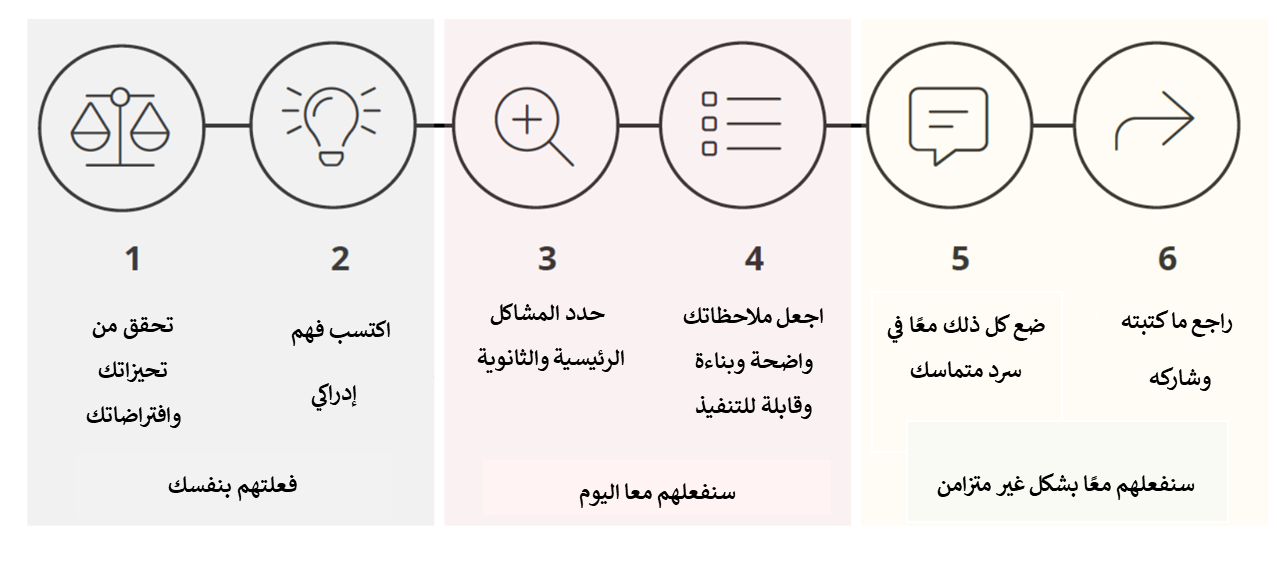 1
تحقق من
تحيزاتك
وافتراضاتك
2
اكتسب فهم
إدراكي
فعلتهم بنفسك
3
حدد المشاكل
الرئيسية والثانوية
4
اجعل ملاحظاتك
واضحة وبناءة
وقابلة للتنفيذ
سنفعلهم معا اليوم
5
ضع كل ذلك معًا في
سرد متماسك
6
راجع ما كتبته
وشاركه
سنفعلهم معًا بشكل غير متزامن